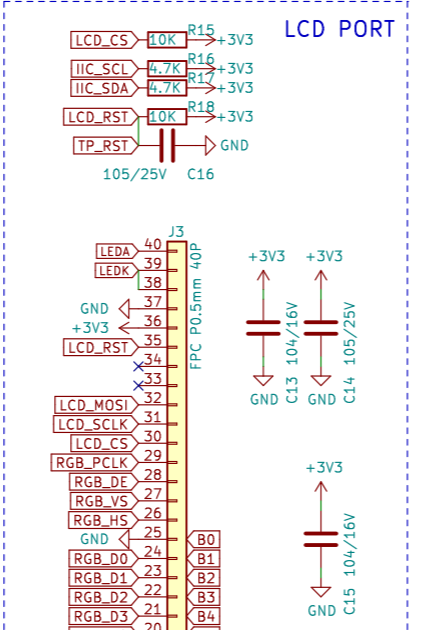 LCD PORT
LCD_CS 10K R15 +3V3
IIC_SCL 4.7K R16 +3V3
IIC_SDA 4.7K R17 +3V3
LCD_RST 10K R18 +3V3
TP_RST GND
105/25V C16
J3
FPC P0.5mm 40P
LEDA 40
LEDK 39
38
GND 37
+3V3 36
LCD_RST 35
34
33
LCD_MOSI 32
LCD_SCLK 31
LCD_CS 30
RGB_PCLK 29
RGB_DE 28
RGB_VS 27
RGB_HS 26
GND 25 B0
RGB_D0 24 B1
RGB_D1 23 B2
RGB_D2 22 B3
RGB_D3 21 B4
20
+3V3 +3V3
C13 104/16V
C14 105/25V
GND GND
+3V3
C15 104/16V
GND